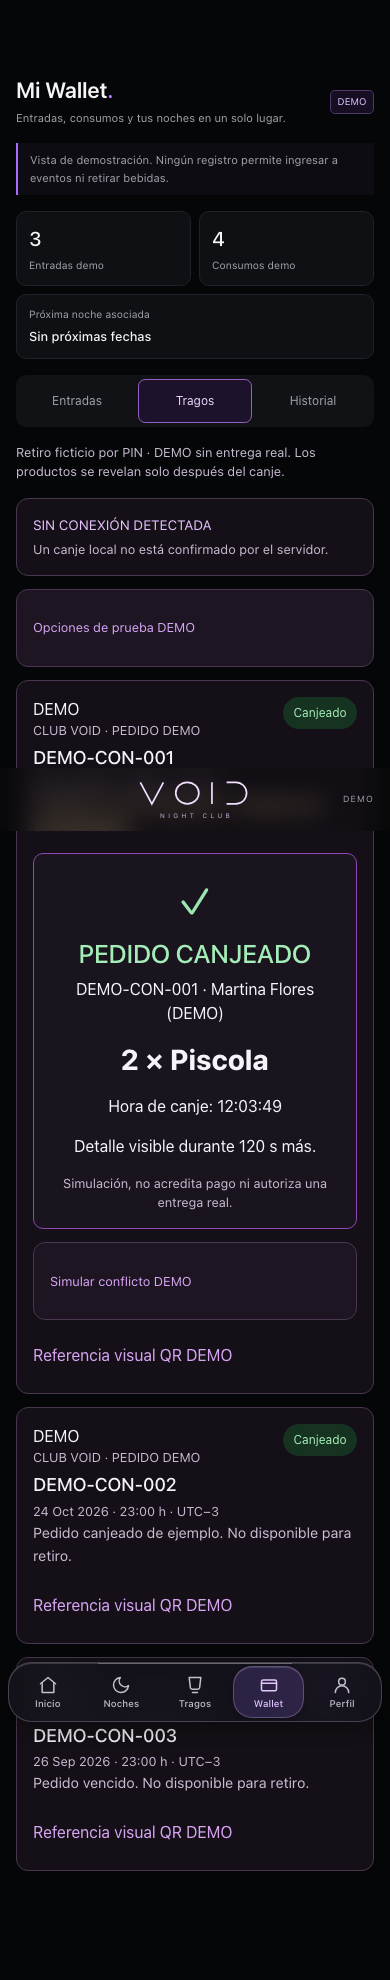 Mi Wallet.
DEMO
Entradas, consumos y tus noches en un solo lugar.
Vista de demostración. Ningún registro permite ingresar a
eventos ni retirar bebidas.
3
Entradas demo
4
Consumos demo
Próxima noche asociada
Sin próximas fechas
Entradas
Tragos
Historial
Retiro ficticio por PIN · DEMO sin entrega real. Los
productos se revelan solo después del canje.
SIN CONEXIÓN DETECTADA
Un canje local no está confirmado por el servidor.
Opciones de prueba DEMO
DEMO
Canjeado
CLUB VOID · PEDIDO DEMO
DEMO-CON-001
VOID
NIGHT CLUB
DEMO
PEDIDO CANJEADO
DEMO-CON-001 · Martina Flores
(DEMO)
2 × Piscola
Hora de canje: 12:03:49
Detalle visible durante 120 s más.
Simulación, no acredita pago ni autoriza una
entrega real.
Simular conflicto DEMO
Referencia visual QR DEMO
DEMO
Canjeado
CLUB VOID · PEDIDO DEMO
DEMO-CON-002
24 Oct 2026 · 23:00 h · UTC−3
Pedido canjeado de ejemplo. No disponible para
retiro.
Referencia visual QR DEMO
Inicio
Noches
Tragos
Wallet
Perfil
DEMO-CON-003
26 Sep 2026 · 23:00 h · UTC−3
Pedido vencido. No disponible para retiro.
Referencia visual QR DEMO